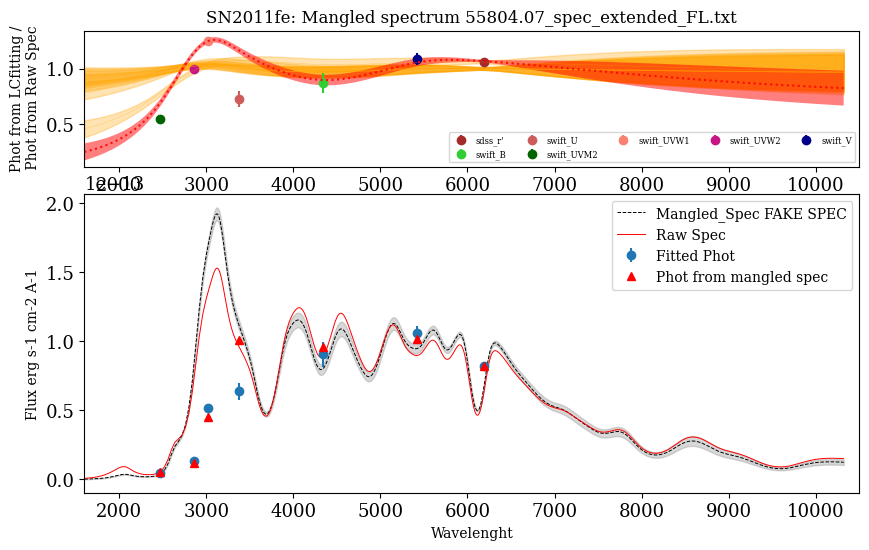 SN2011fe: Mangled spectrum 55804.07_spec_extended_FL.txt
Phot from LCfitting /
Phot from Raw Spec
1.0
0.5
sdss_r' swift_U swift_UVW1 swift_UVW2 swift_V
swift_B swift_UVM2
2000 3000 4000 5000 6000 7000 8000 9000 10000
1e−13
Flux erg s-1 cm-2 A-1
2.0
1.5
1.0
0.5
0.0
Mangled_Spec FAKE SPEC
Raw Spec
Fitted Phot
Phot from mangled spec
2000 3000 4000 5000 6000 7000 8000 9000 10000
Wavelenght